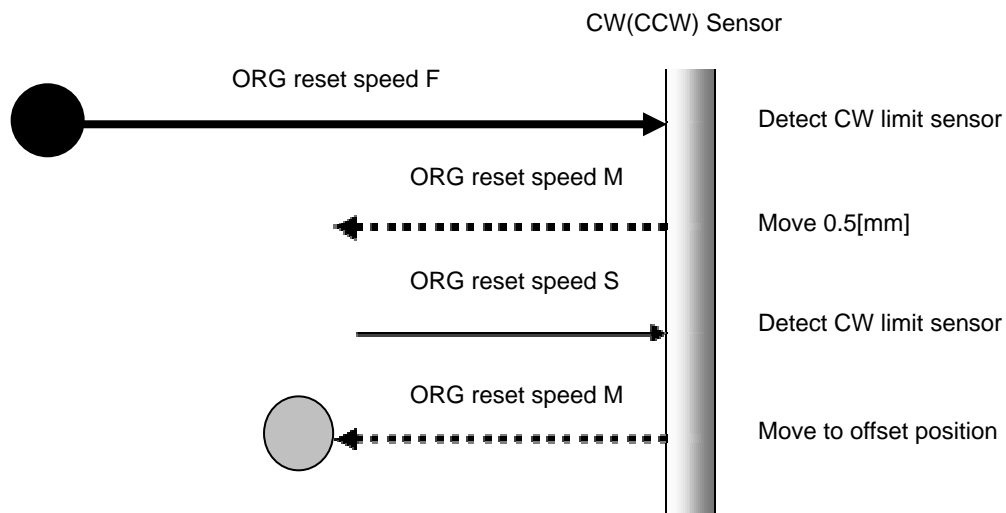 CW(CCW) Sensor
ORG reset speed F
Detect CW limit sensor
ORG reset speed M
Move 0.5[mm]
ORG reset speed S
Detect CW limit sensor
ORG reset speed M
Move to offset position